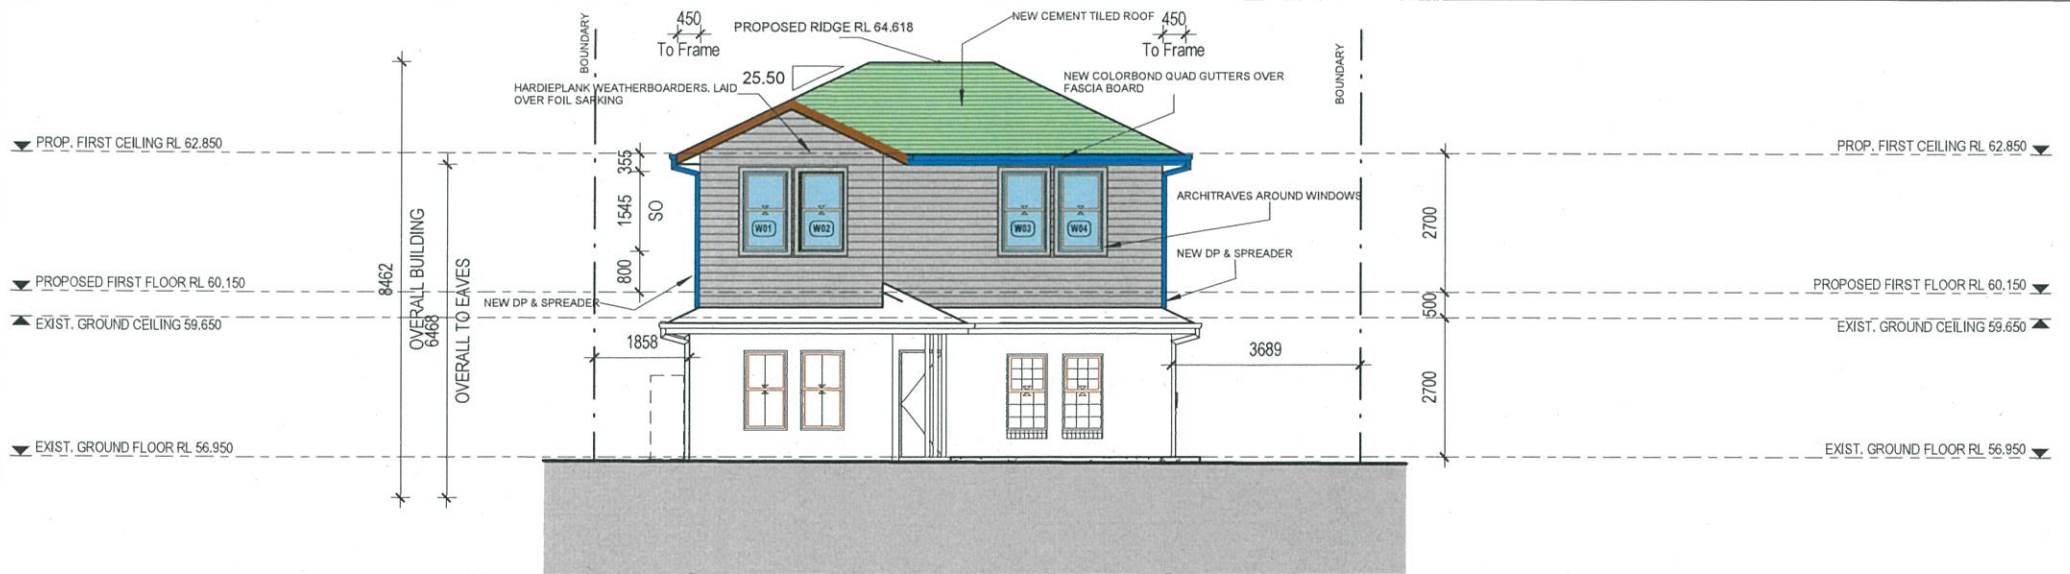 450
To Frame
PROPOSED RIDGE RL 64.618
NEW CEMENT TILED ROOF
450
To Frame
BOUNDARY
BOUNDARY
25.50
HARDIEPLANK WEATHERBOARDERS. LAID
OVER FOIL SARKING
NEW COLORBOND QUAD GUTTERS OVER
FASCIA BOARD
PROP. FIRST CEILING RL 62.850
PROP. FIRST CEILING RL 62.850
355
1545
SO
800
ARCHITRAVES AROUND WINDOWS
W01
W02
W03
W04
2700
NEW DP & SPREADER
NEW DP & SPREADER
8462
OVERALL BUILDING
6468
OVERALL TO EAVES
PROPOSED FIRST FLOOR RL 60.150
PROPOSED FIRST FLOOR RL 60.150
500
EXIST. GROUND CEILING 59.650
EXIST. GROUND CEILING 59.650
1858
3689
2700
EXIST. GROUND FLOOR RL 56.950
EXIST. GROUND FLOOR RL 56.950